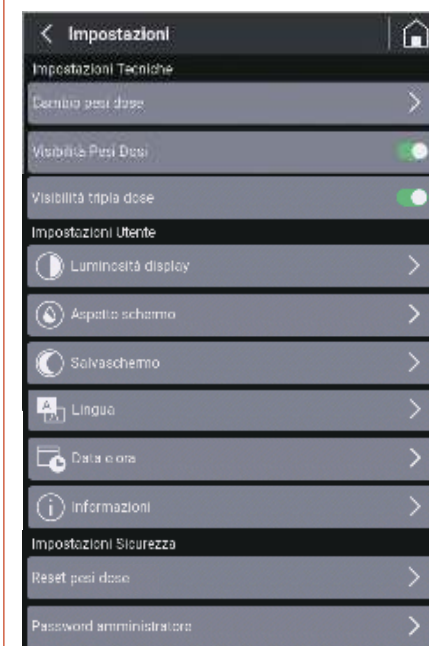 Impostazioni
Impostazioni Tecniche
Cambio pesi dose
Visibilità Pesi Dosi
Visibilità tripla dose
Impostazioni Utente
Luminosità display
Aspetto schermo
Salvaschermo
Lingua
Data e ora
Informazioni
Impostazioni Sicurezza
Reset pesi dose
Password amministratore